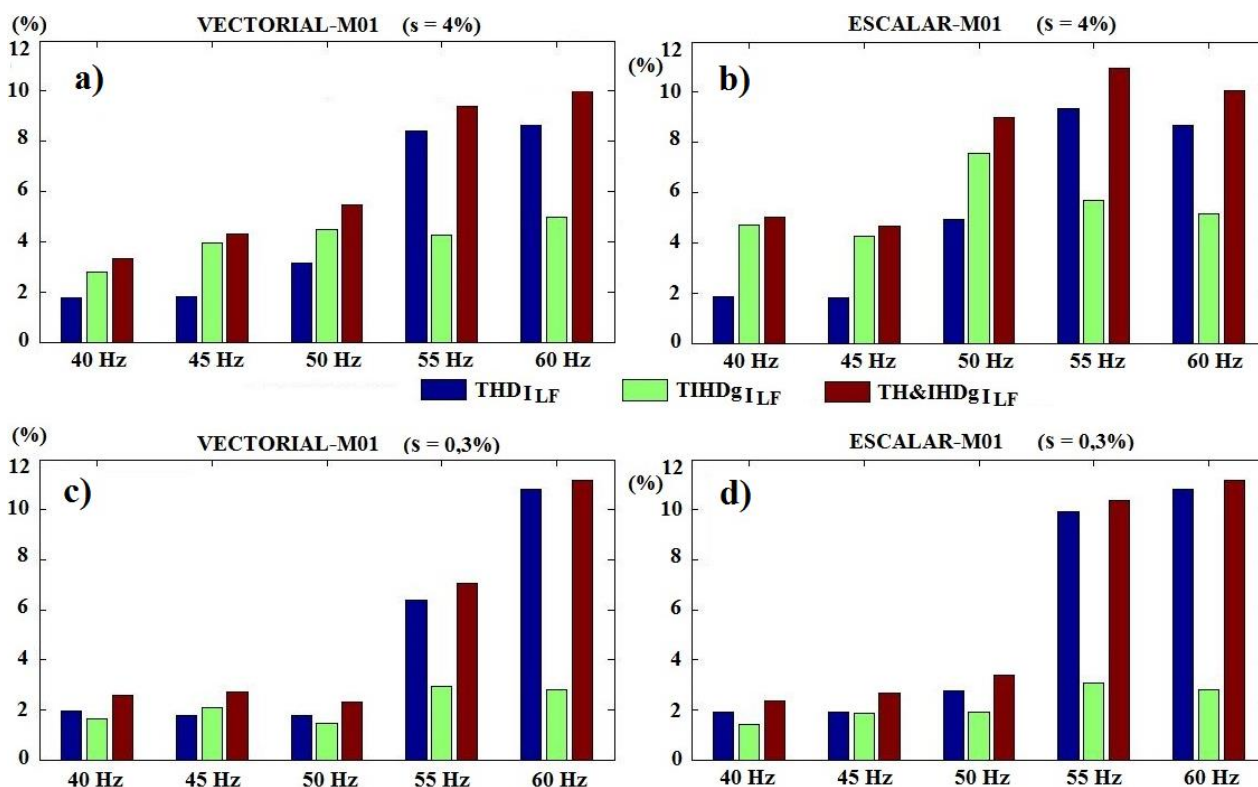 (%) VECTORIAL-M01 (s = 4%)
12
10
8
6
4
2
0
a)
40 Hz 45 Hz 50 Hz 55 Hz 60 Hz
ESCALAR-M01 (s = 4%)
(%)
12
10
8
6
4
2
0
b)
40 Hz 45 Hz 50 Hz 55 Hz 60 Hz
THD I LF TIHDg I LF TH&IHDg I LF
(%) VECTORIAL-M01 (s = 0,3%)
12
10
8
6
4
2
0
c)
40 Hz 45 Hz 50 Hz 55 Hz 60 Hz
ESCALAR-M01 (s = 0,3%)
(%)
12
10
8
6
4
2
0
d)
40 Hz 45 Hz 50 Hz 55 Hz 60 Hz